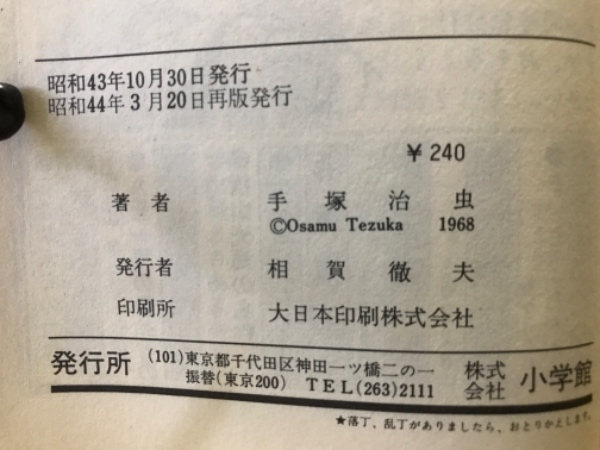 昭和43年10月30日発行
昭和44年3月20日再版発行
¥240
著者 手塚治虫
©Osamu Tezuka 1968
発行者 相賀徹夫
印刷所 大日本印刷株式会社
発行所 (101)東京都千代田区神田一ツ橋二の一 株式会社 小学館
振替(東京200) TEL(263)2111
★落丁、乱丁がありましたら、おとりかえします。